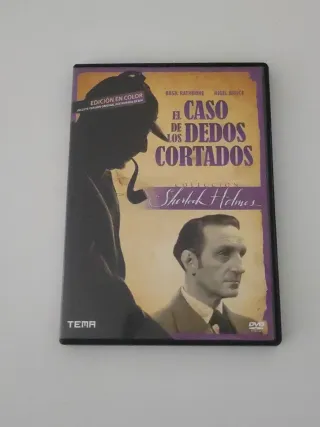 BASIL RATHBONE NIGEL BRUCE
EDICIÓN EN COLOR
EL CASO
DE LOS DEDOS
CORTADOS
COLECCIÓN
Sherlock Holmes
TEMA
DVD